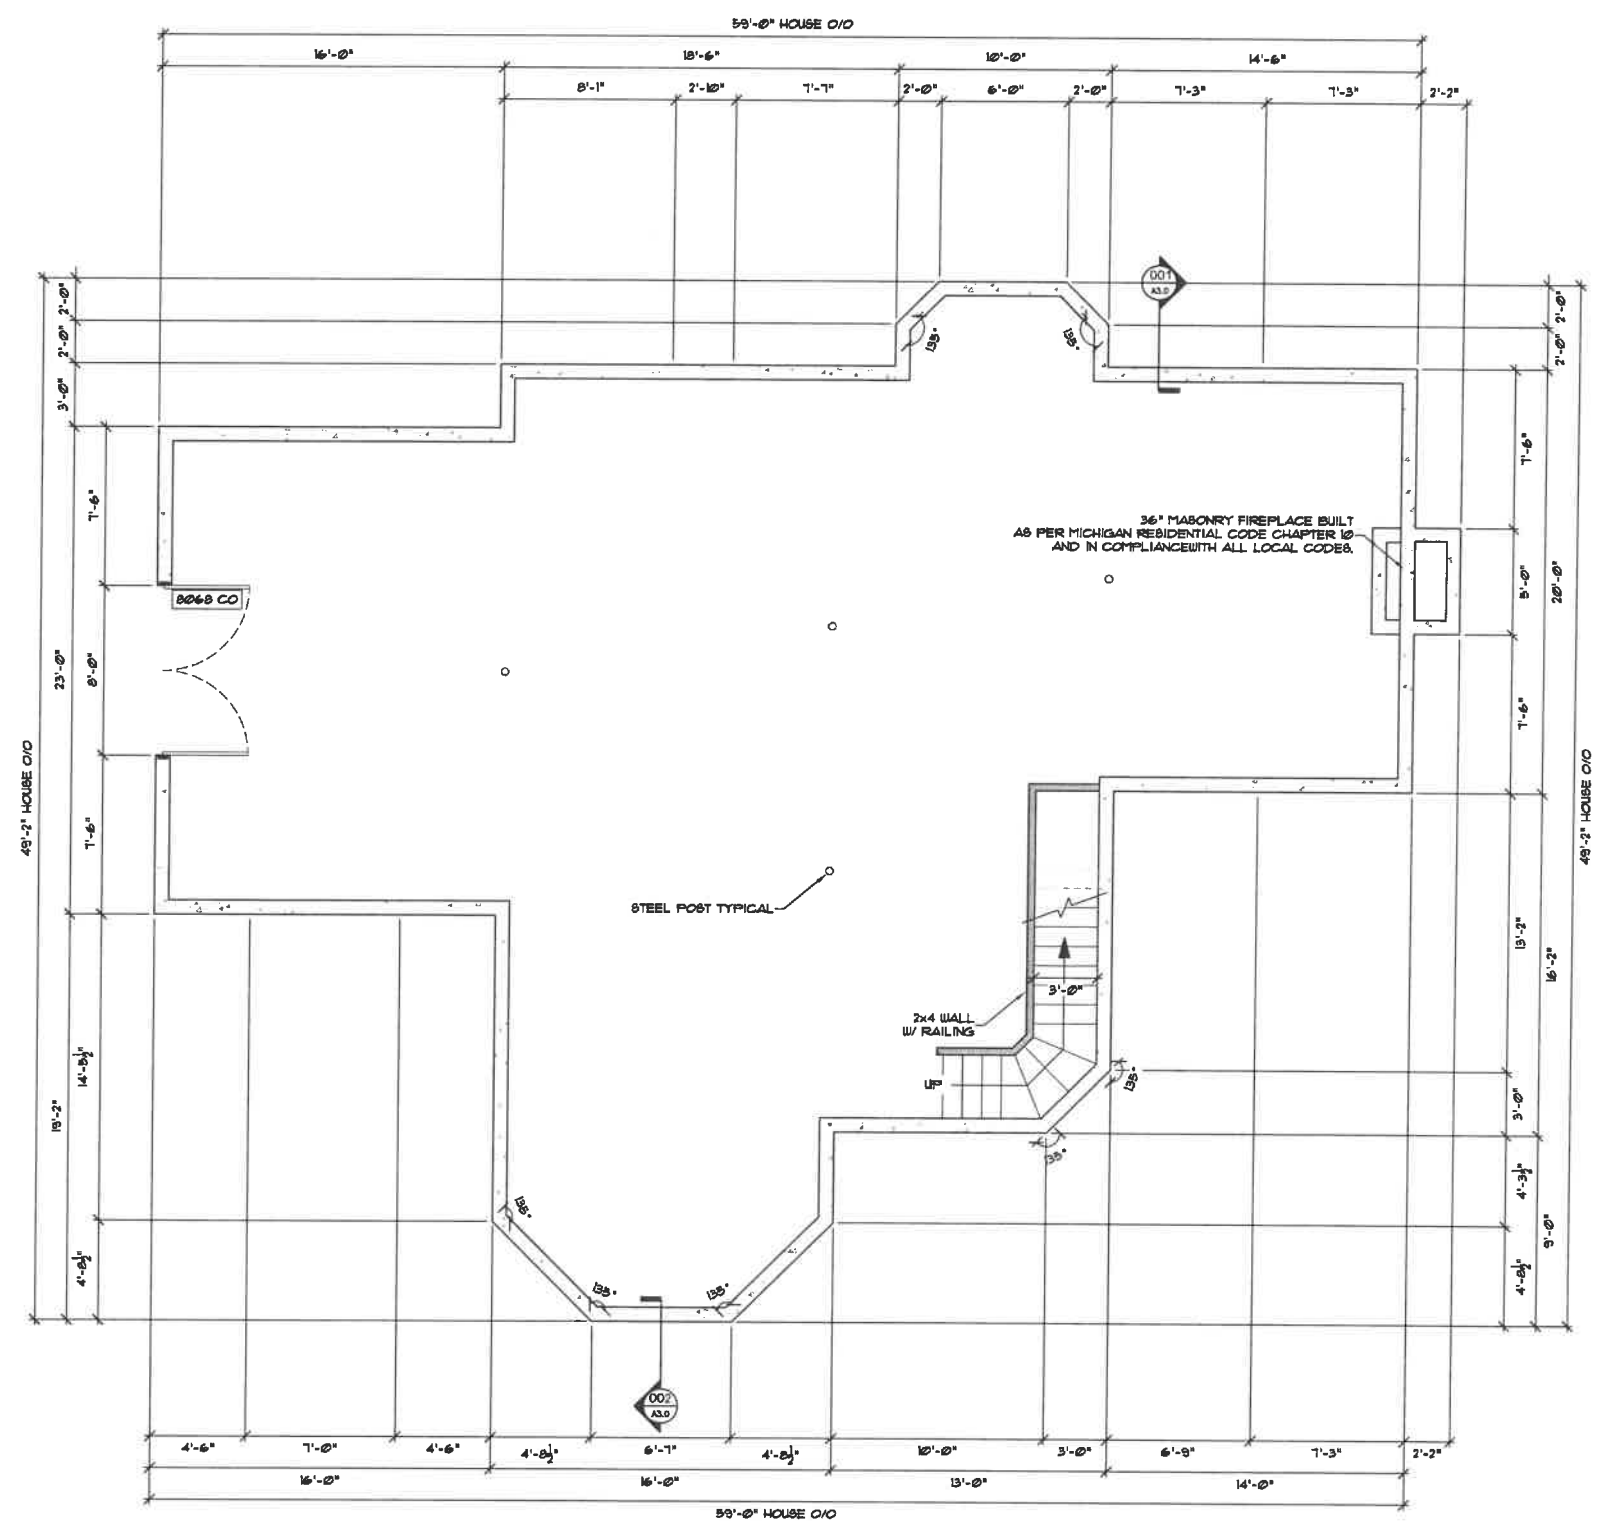 59'-0" HOUSE O/O
16'-0" 18'-6" 10'-0" 14'-6"
8'-1" 2'-10" 7'-7" 2'-0" 6'-0" 2'-0" 7'-3" 7'-3" 2'-2"
001
A3.0
2'-0"
2'-0"
3'-0"
7'-6"
23'-0"
8'-0"
49'-2" HOUSE O/O
7'-6"
14'-5½"
19'-2"
4'-8½"
135°
135°
2'-0"
2'-0"
7'-6"
5'-0"
20'-0"
7'-6"
49'-2" HOUSE O/O
13'-2"
16'-2"
3'-0"
4'-3½"
9'-0"
4'-8½"
36" MASONRY FIREPLACE BUILT
AS PER MICHIGAN RESIDENTIAL CODE CHAPTER 10
AND IN COMPLIANCEWITH ALL LOCAL CODES.
8068 CO
STEEL POST TYPICAL
3'-0"
2x4 WALL
W/ RAILING
UP
135°
135°
135°
135°
135°
002
A3.0
4'-6" 7'-0" 4'-6" 4'-8½" 6'-7" 4'-8½" 10'-0" 3'-0" 6'-9" 7'-3" 2'-2"
16'-0" 16'-0" 13'-0" 14'-0"
59'-0" HOUSE O/O